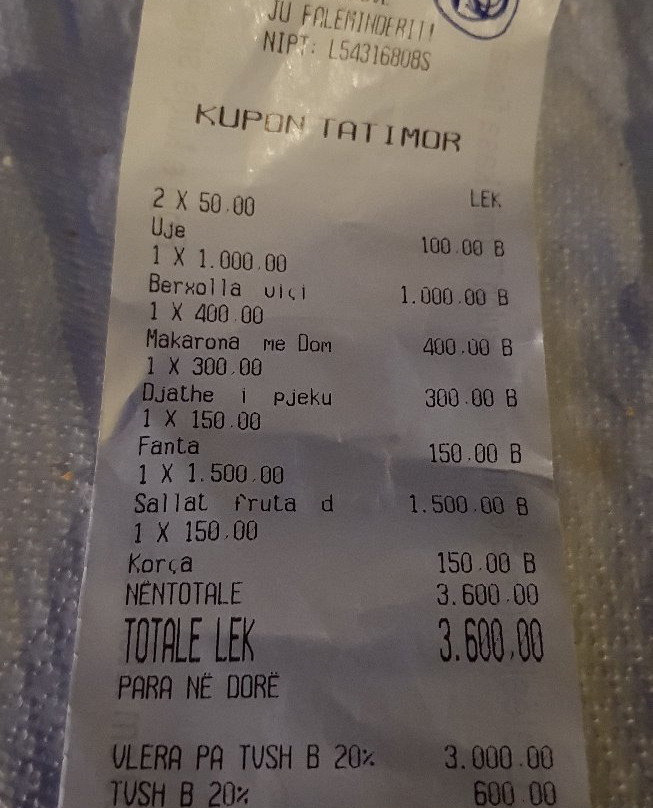 JU FALEMINDERIT!
NIPT: L54316808S
KUPON TATIMOR
LEK
2 X 50.00
Uje 100.00 B
1 X 1.000.00
Berxolla viçi 1.000.00 B
1 X 400.00
Makarona me Dom 400.00 B
1 X 300.00
Djathe i pjeku 300.00 B
1 X 150.00
Fanta 150.00 B
1 X 1.500.00
Sallat fruta d 1.500.00 B
1 X 150.00
Korça 150.00 B
NËNTOTALE 3.600.00
TOTALE LEK 3.600,00
PARA NË DORË
VLERA PA TVSH B 20% 3.000.00
TVSH B 20% 600.00